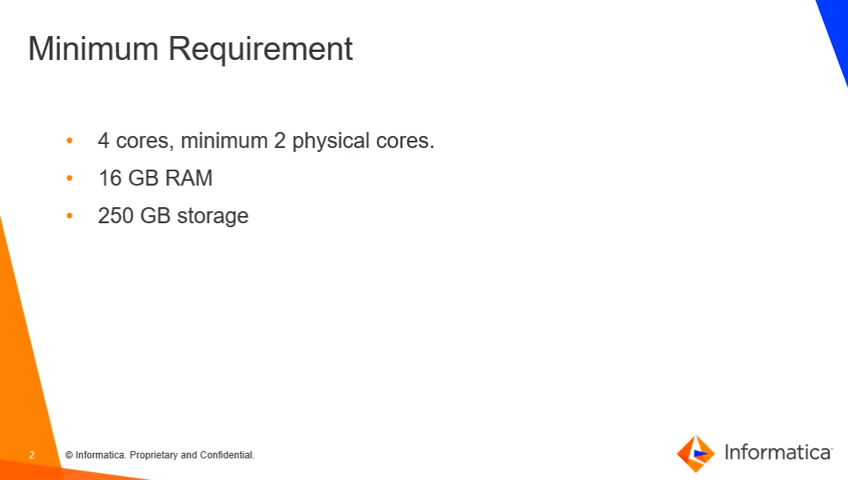 Minimum Requirement
• 4 cores, minimum 2 physical cores.
• 16 GB RAM
• 250 GB storage
2 © Informatica. Proprietary and Confidential.
Informatica